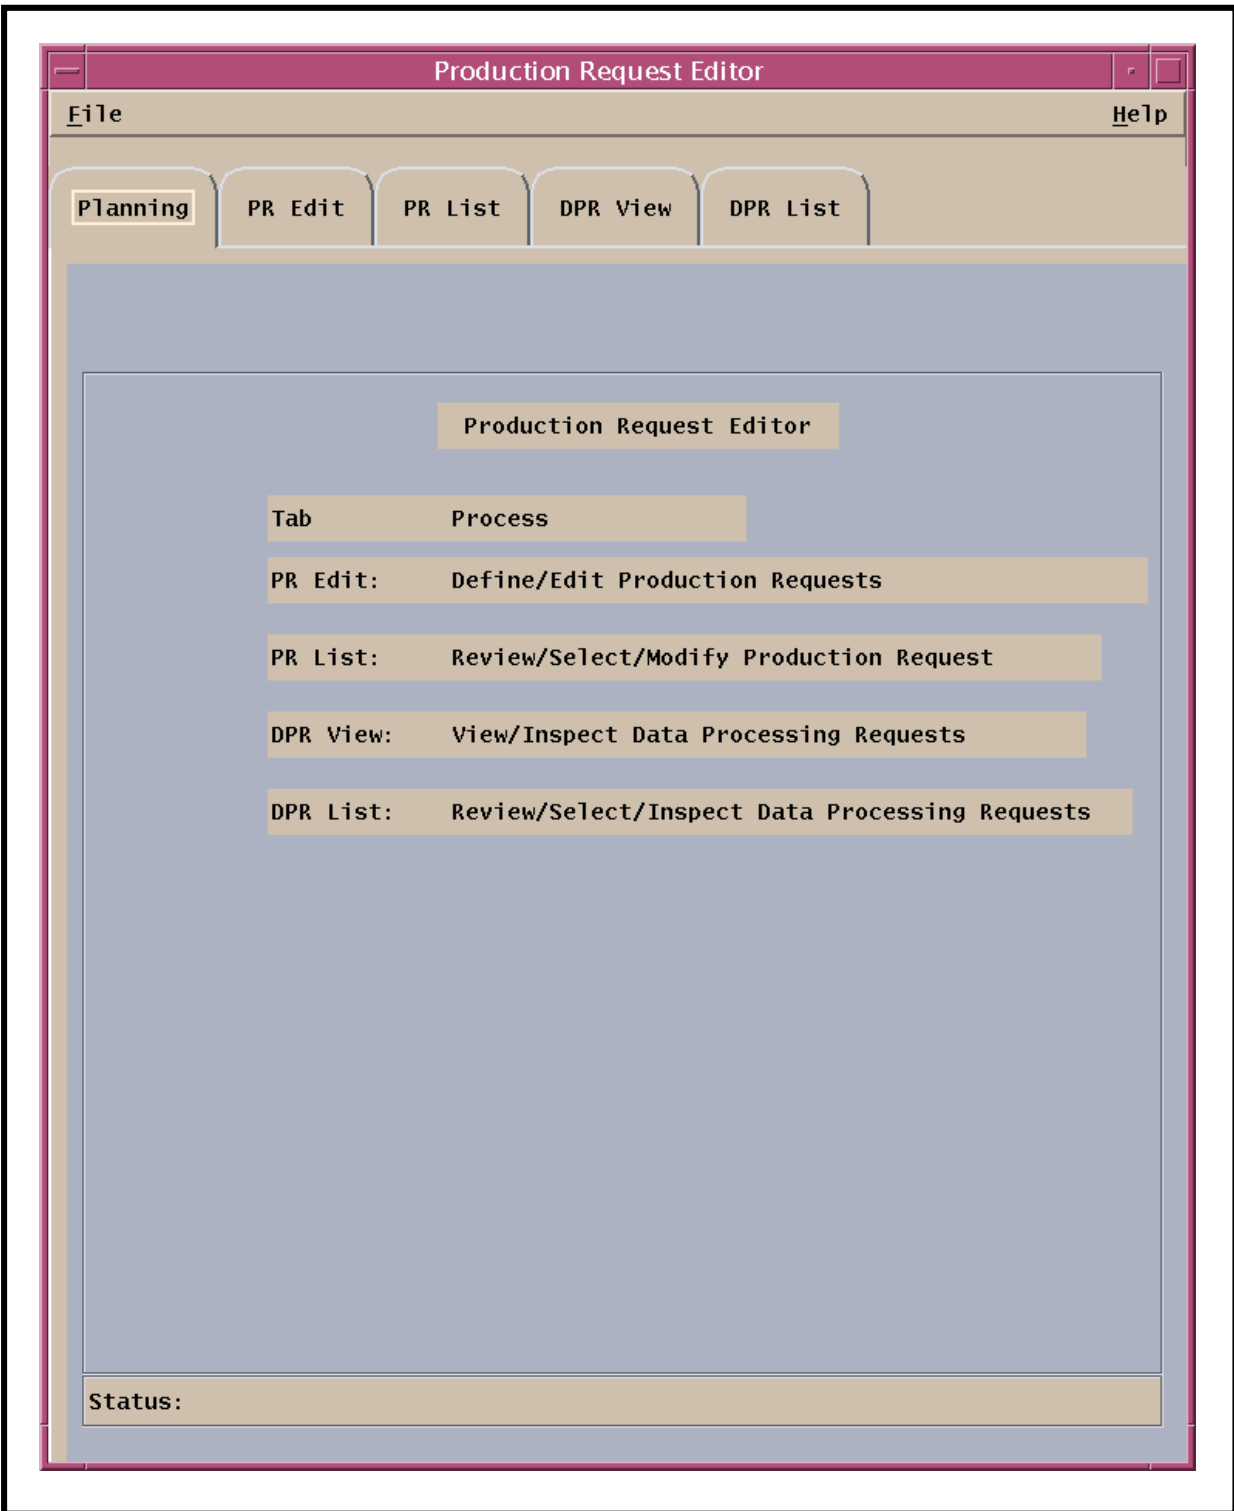 Production Request Editor
File Help
Planning PR Edit PR List DPR View DPR List
Production Request Editor
Tab Process
PR Edit: Define/Edit Production Requests
PR List: Review/Select/Modify Production Request
DPR View: View/Inspect Data Processing Requests
DPR List: Review/Select/Inspect Data Processing Requests
Status: